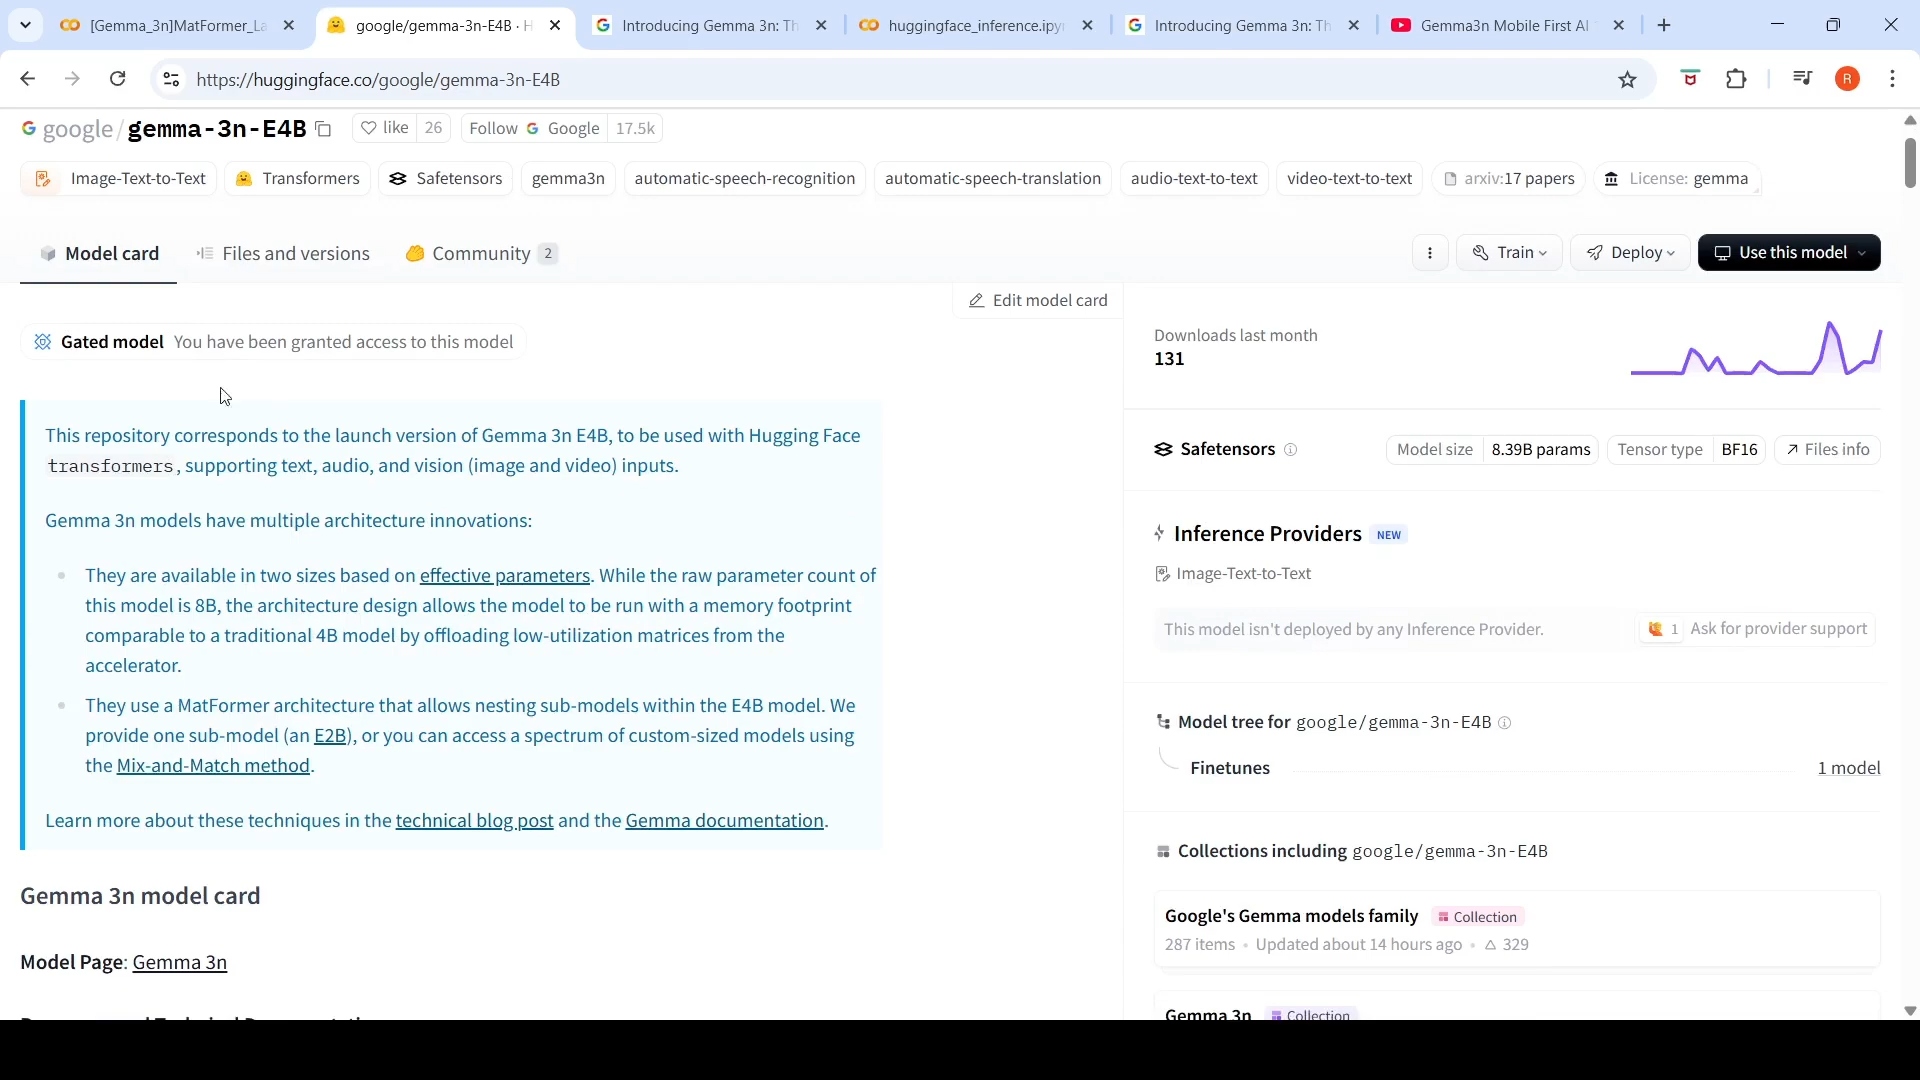 [Gemma_3n]MatFormer_La
google/gemma-3n-E4B · H
Introducing Gemma 3n: Th
huggingface_inference.ipy
Introducing Gemma 3n: Th
Gemma3n Mobile First AI
https://huggingface.co/google/gemma-3n-E4B
R
google/gemma-3n-E4B
like 26
Follow Google 17.5k
Image-Text-to-Text
Transformers
Safetensors
gemma3n
automatic-speech-recognition
automatic-speech-translation
audio-text-to-text
video-text-to-text
arxiv:17 papers
License: gemma
Model card
Files and versions
Community 2
Train
Deploy
Use this model
Edit model card
Gated model You have been granted access to this model
This repository corresponds to the launch version of Gemma 3n E4B, to be used with Hugging Face
transformers, supporting text, audio, and vision (image and video) inputs.
Gemma 3n models have multiple architecture innovations:
They are available in two sizes based on effective parameters. While the raw parameter count of
this model is 8B, the architecture design allows the model to be run with a memory footprint
comparable to a traditional 4B model by offloading low-utilization matrices from the
accelerator.
They use a MatFormer architecture that allows nesting sub-models within the E4B model. We
provide one sub-model (an E2B), or you can access a spectrum of custom-sized models using
the Mix-and-Match method.
Learn more about these techniques in the technical blog post and the Gemma documentation.
Gemma 3n model card
Model Page: Gemma 3n
Downloads last month
131
Safetensors
Model size 8.39B params
Tensor type BF16
Files info
Inference Providers NEW
Image-Text-to-Text
This model isn't deployed by any Inference Provider.
1 Ask for provider support
Model tree for google/gemma-3n-E4B
Finetunes
1 model
Collections including google/gemma-3n-E4B
Google's Gemma models family Collection
287 items • Updated about 14 hours ago • 329
Gemma 3n Collection